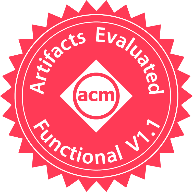 Artifacts Evaluated
acm
Functional V1.1